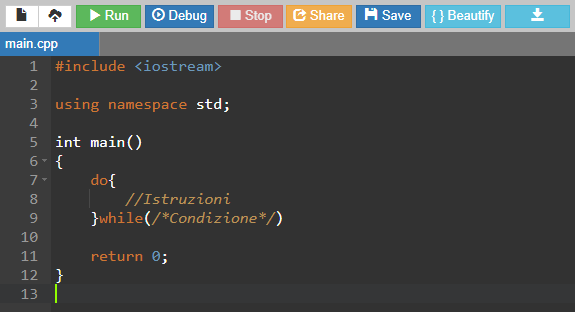 Run Debug Stop Share Save { } Beautify
main.cpp
1 #include <iostream>
2
3 using namespace std;
4
5 int main()
6 {
7 do{
8 //Istruzioni
9 }while(/*Condizione*/)
10
11 return 0;
12 }
13